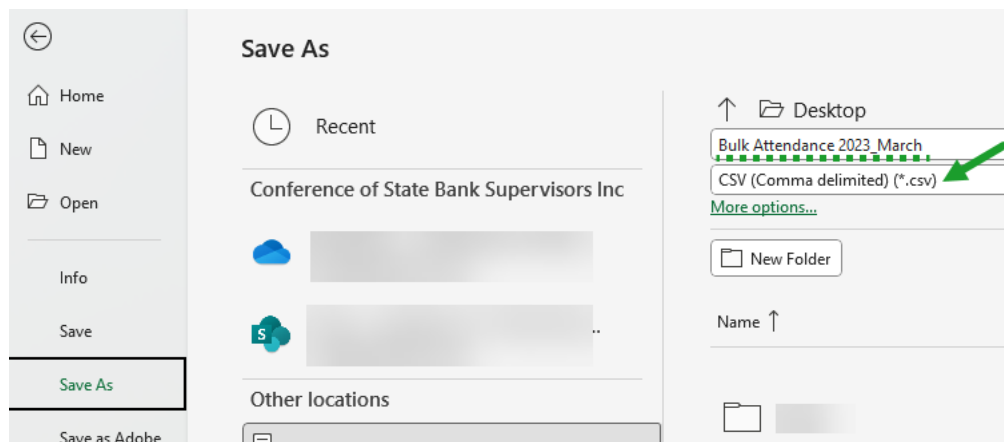 Home
New
Open
Info
Save
Save As
Save as Adobe
Save As
Recent
Conference of State Bank Supervisors Inc
S
Other locations
Desktop
Bulk Attendance 2023_March
CSV (Comma delimited) (*.csv)
More options...
New Folder
Name ↑